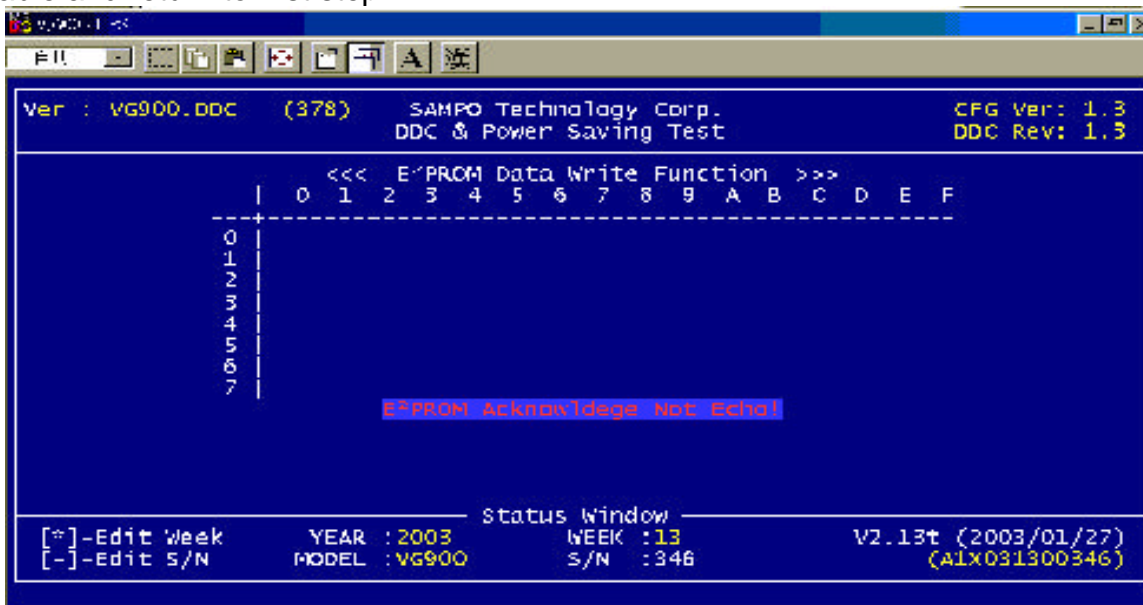 Ver : VG900.DDC (378) SAMPO Technology Corp. CFG Ver: 1.3
DDC & Power Saving Test DDC Rev: 1.3
<<< E²PROM Data Write Function >>>
| 0 1 2 3 4 5 6 7 8 9 A B C D E F
---+------------------------------------------------
0 |
1 |
2 |
3 |
4 |
5 |
6 |
7 |
E²PROM Acknowldege Not Echo!
Status Window
[*]-Edit Week YEAR :2003 WEEK :13 V2.13t (2003/01/27)
[-]-Edit S/N MODEL :VG900 S/N :346 (A1X031300346)